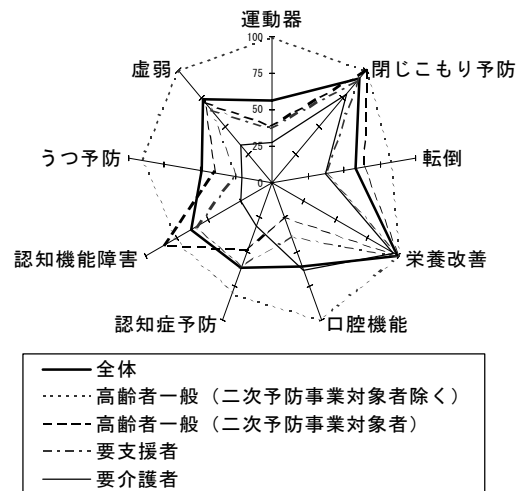 運動器
100
虚弱
閉じこもり予防
75
50
25
うつ予防
転倒
0
認知機能障害
栄養改善
認知症予防
口腔機能
全体
高齢者一般（二次予防事業対象者除く）
高齢者一般（二次予防事業対象者）
要支援者
要介護者